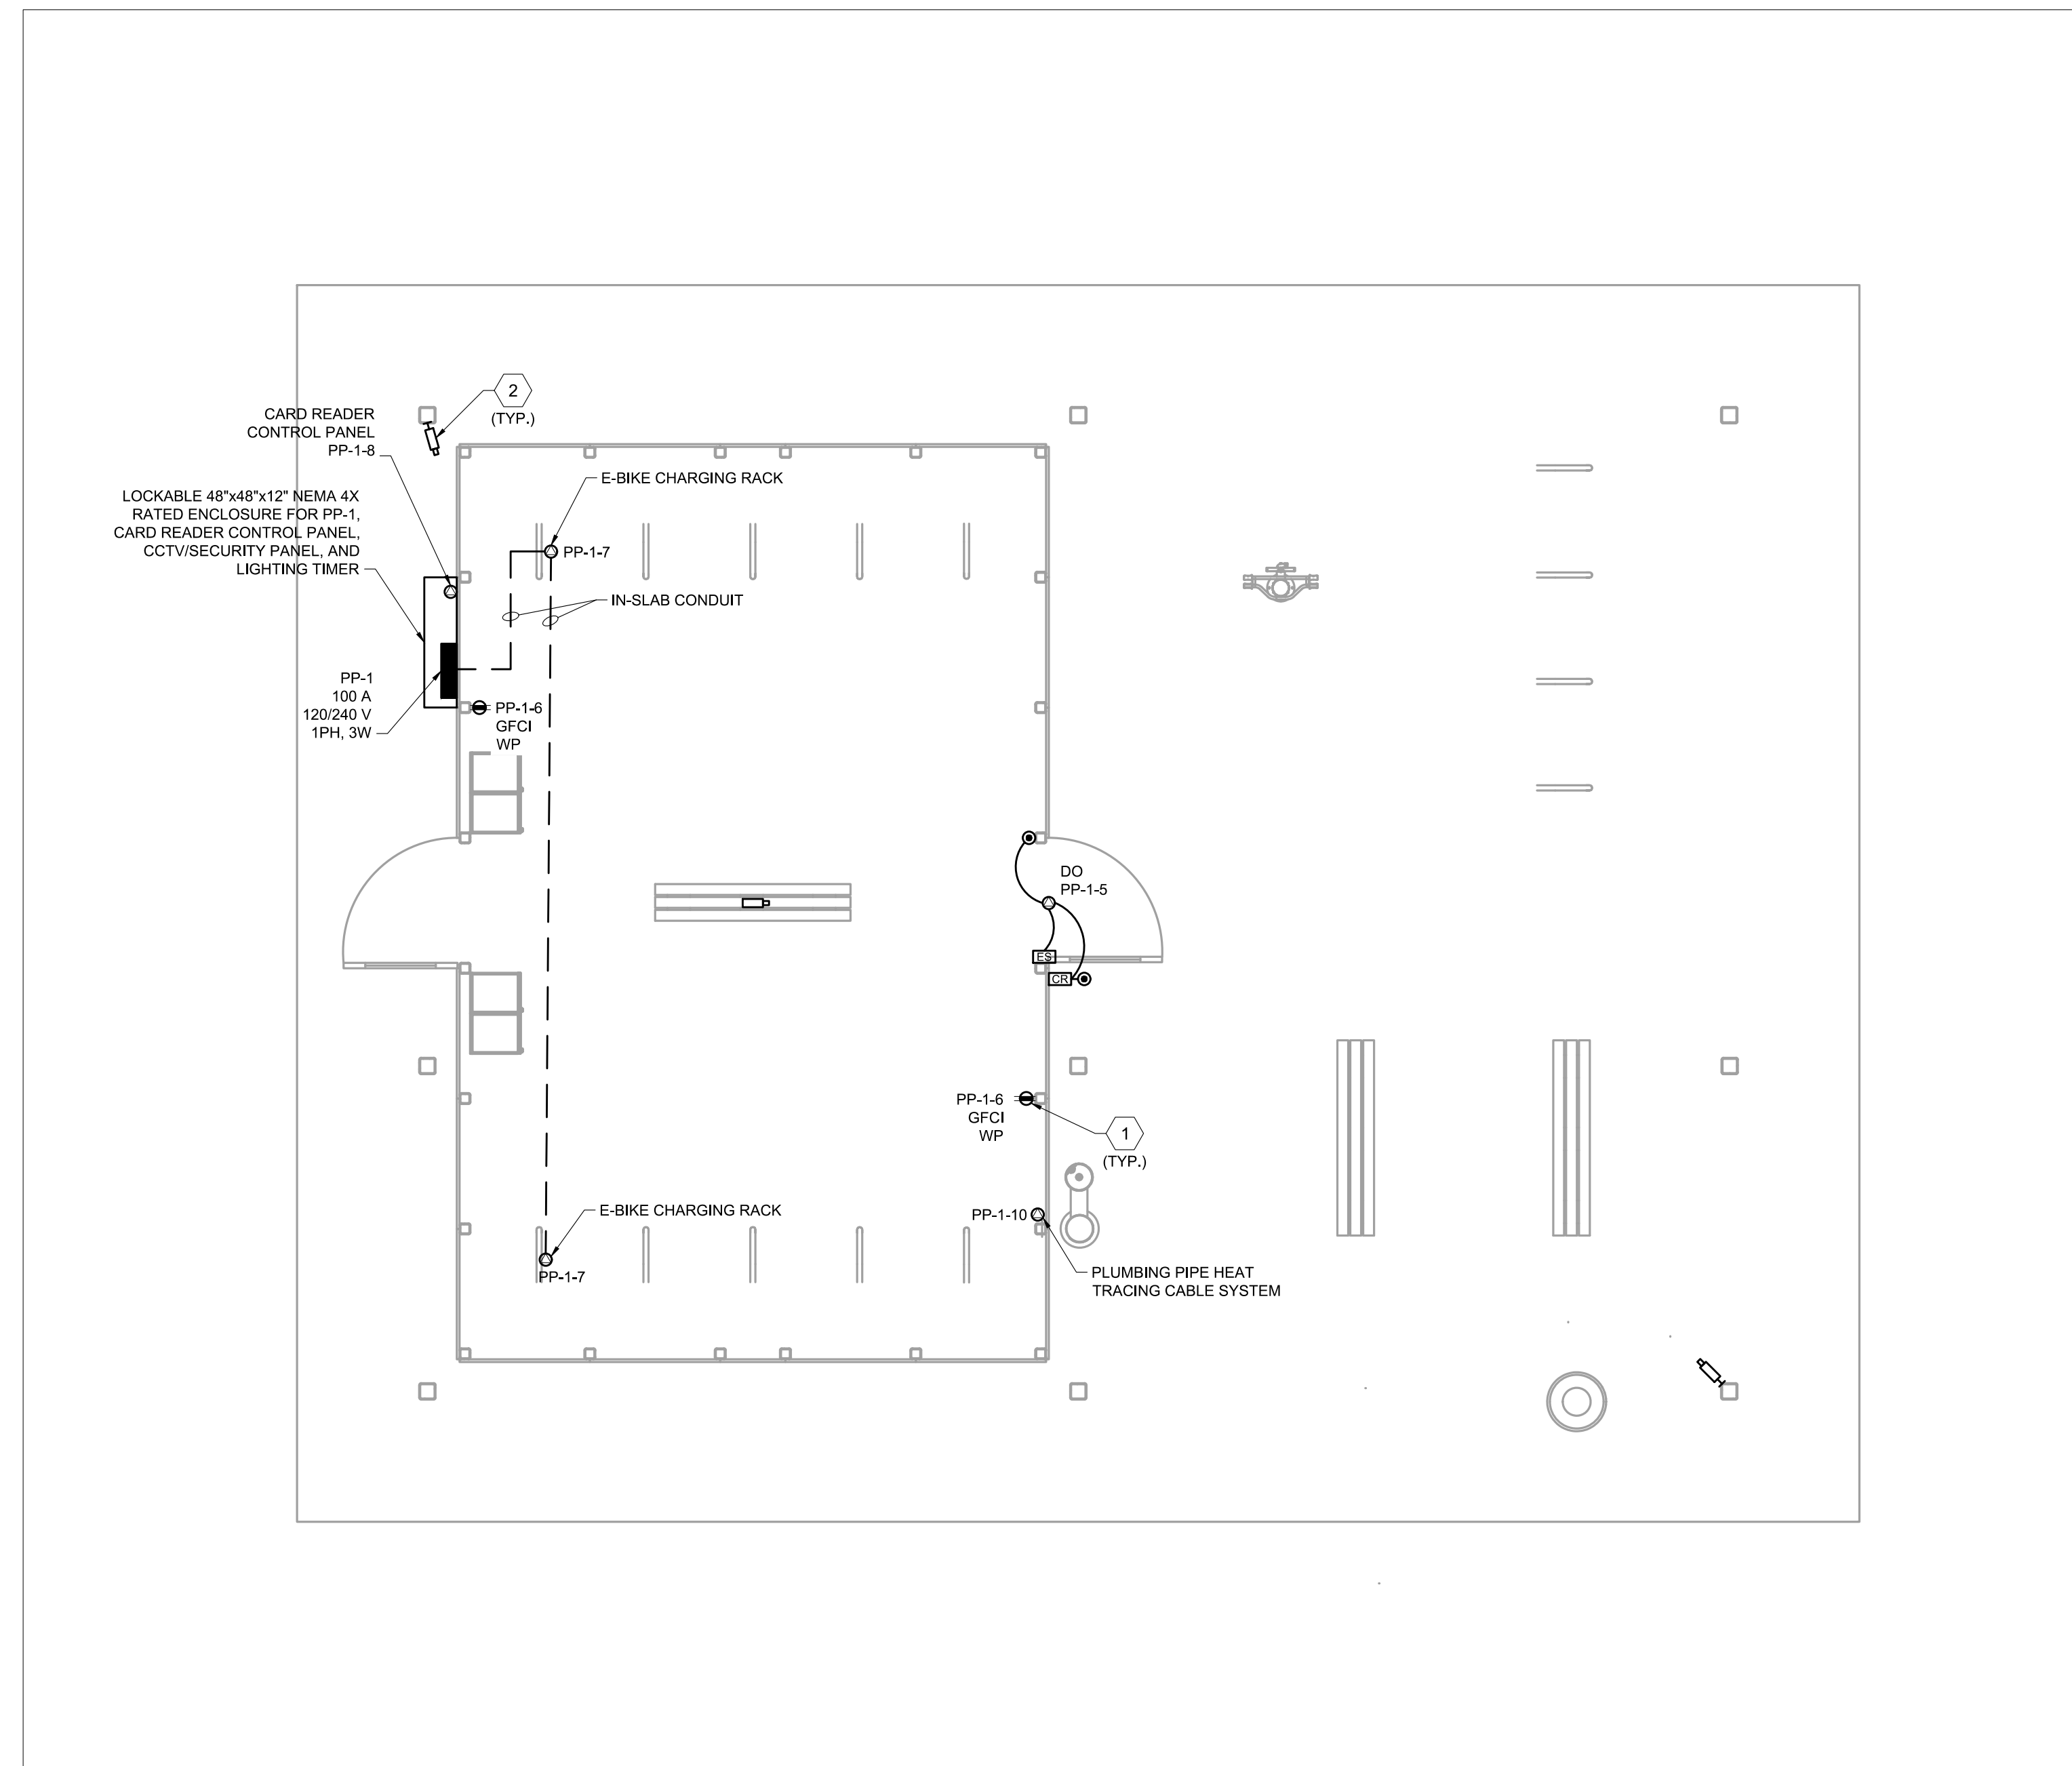 2
(TYP.)
CARD READER
CONTROL PANEL
PP-1-8
E-BIKE CHARGING RACK
LOCKABLE 48"x48"x12" NEMA 4X
RATED ENCLOSURE FOR PP-1,
CARD READER CONTROL PANEL,
CCTV/SECURITY PANEL, AND
LIGHTING TIMER
PP-1-7
IN-SLAB CONDUIT
PP-1
100 A
120/240 V
1PH, 3W
PP-1-6
GFCI
WP
DO
PP-1-5
ES
CR
PP-1-6
GFCI
WP
1
(TYP.)
E-BIKE CHARGING RACK
PP-1-10
PP-1-7
PLUMBING PIPE HEAT
TRACING CABLE SYSTEM